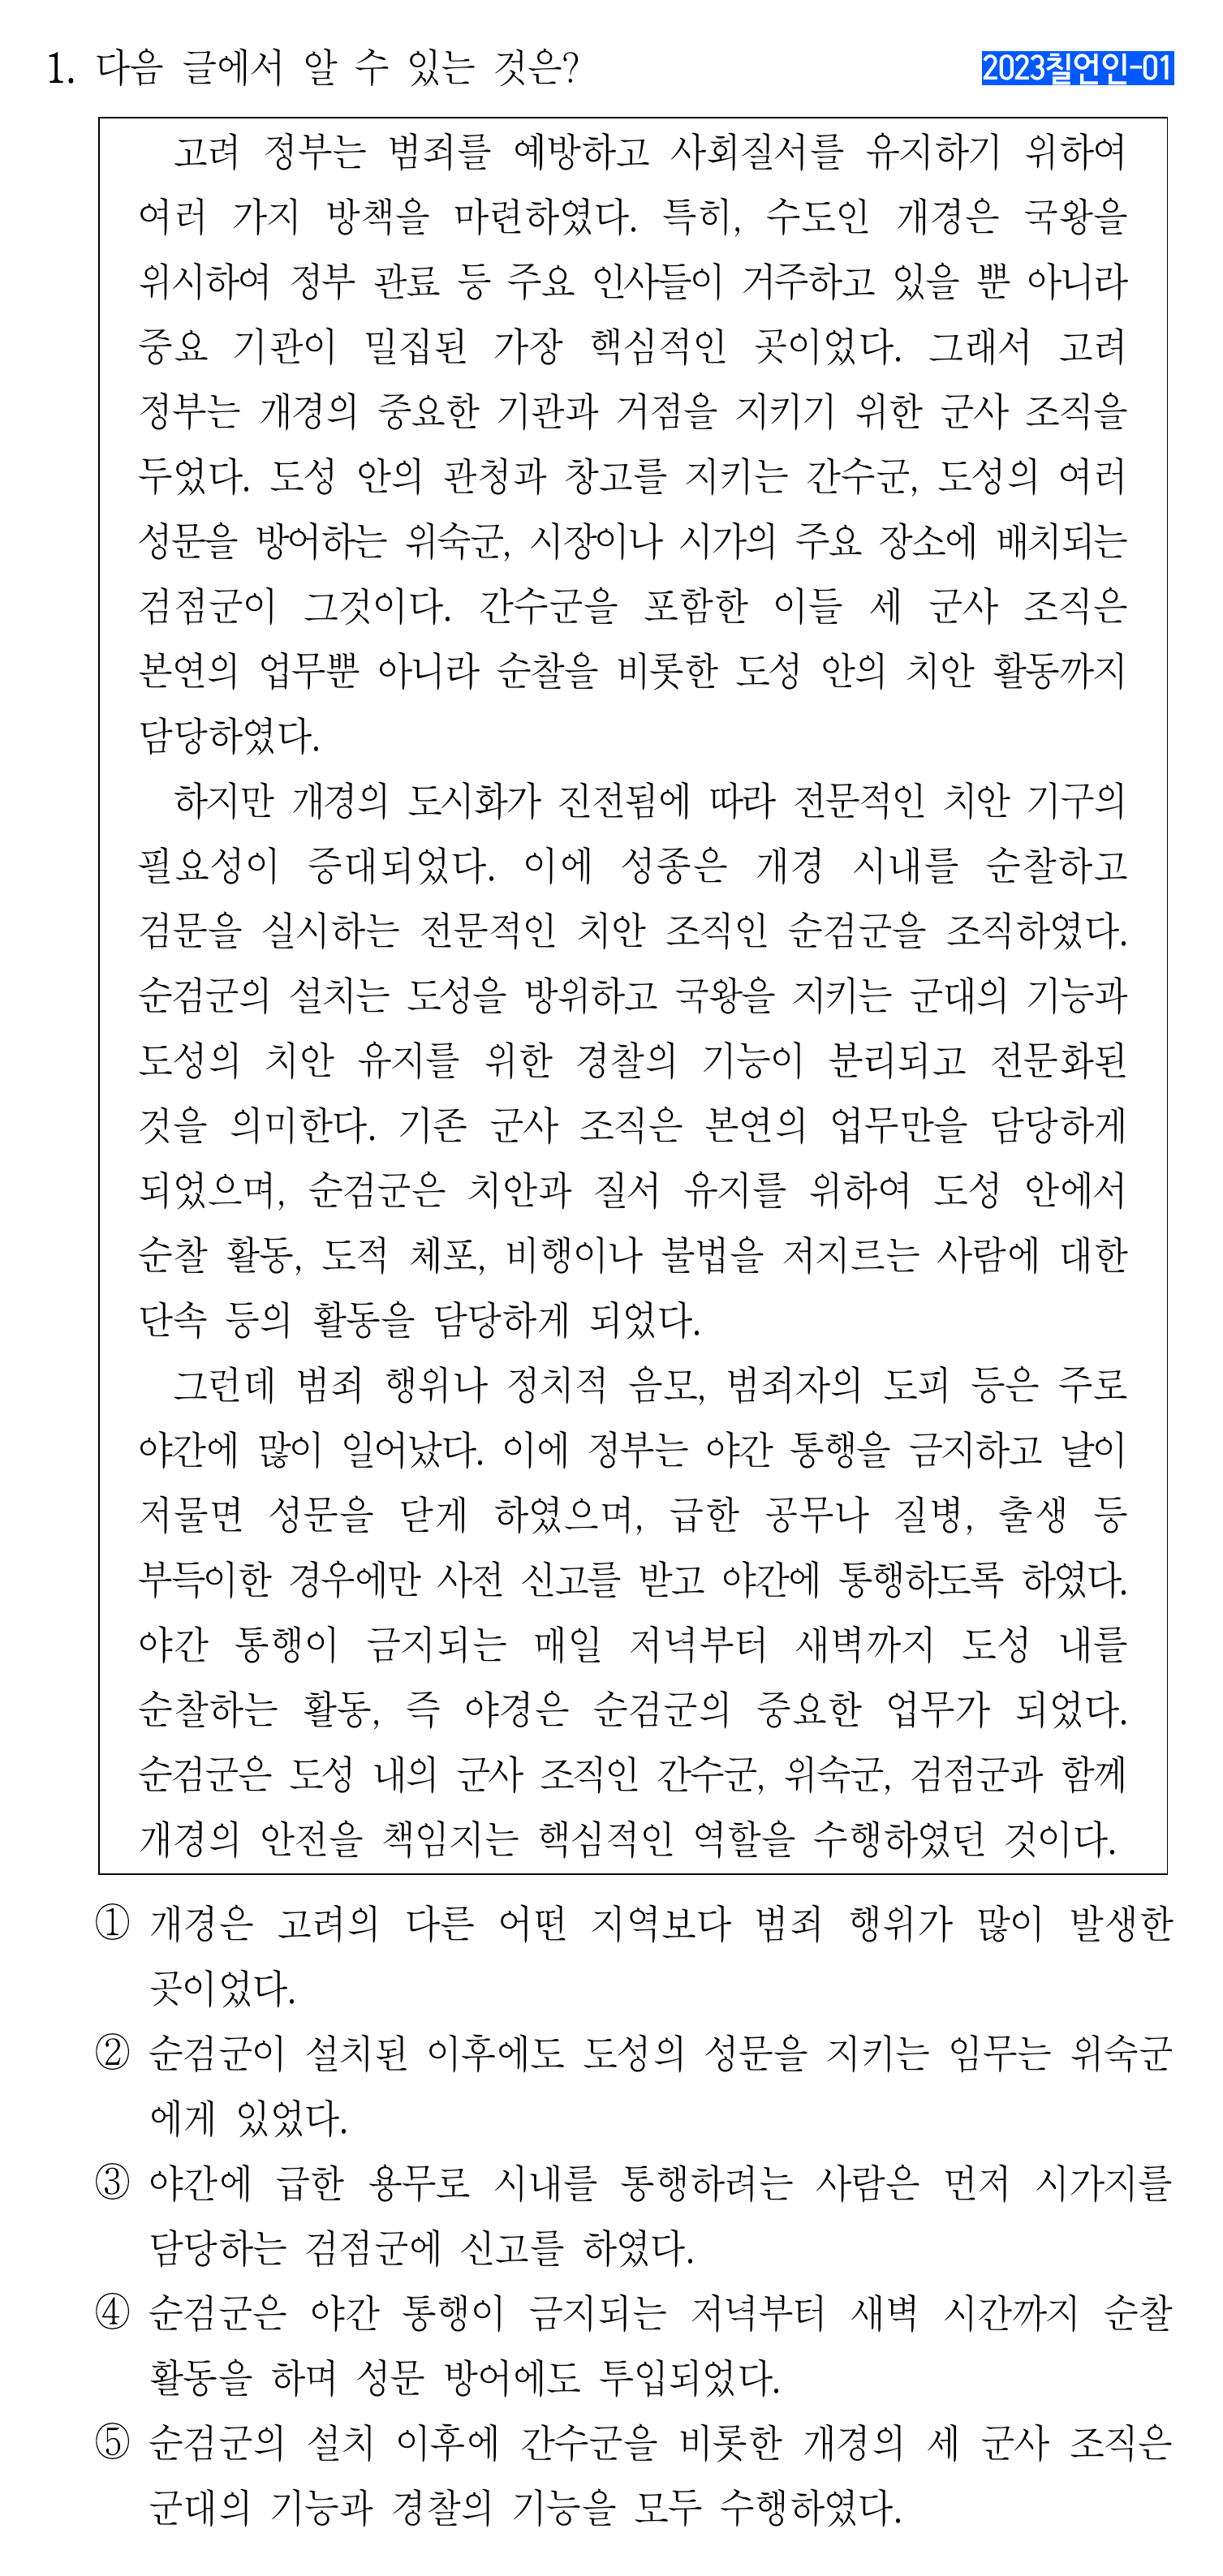 1. 다음 글에서 알 수 있는 것은?
2023칠언인-01
고려 정부는 범죄를 예방하고 사회질서를 유지하기 위하여
여러 가지 방책을 마련하였다. 특히, 수도인 개경은 국왕을
위시하여 정부 관료 등 주요 인사들이 거주하고 있을 뿐 아니라
중요 기관이 밀집된 가장 핵심적인 곳이었다. 그래서 고려
정부는 개경의 중요한 기관과 거점을 지키기 위한 군사 조직을
두었다. 도성 안의 관청과 창고를 지키는 간수군, 도성의 여러
성문을 방어하는 위숙군, 시장이나 시가의 주요 장소에 배치되는
검점군이 그것이다. 간수군을 포함한 이들 세 군사 조직은
본연의 업무뿐 아니라 순찰을 비롯한 도성 안의 치안 활동까지
담당하였다.
하지만 개경의 도시화가 진전됨에 따라 전문적인 치안 기구의
필요성이 증대되었다. 이에 성종은 개경 시내를 순찰하고
검문을 실시하는 전문적인 치안 조직인 순검군을 조직하였다.
순검군의 설치는 도성을 방위하고 국왕을 지키는 군대의 기능과
도성의 치안 유지를 위한 경찰의 기능이 분리되고 전문화된
것을 의미한다. 기존 군사 조직은 본연의 업무만을 담당하게
되었으며, 순검군은 치안과 질서 유지를 위하여 도성 안에서
순찰 활동, 도적 체포, 비행이나 불법을 저지르는 사람에 대한
단속 등의 활동을 담당하게 되었다.
그런데 범죄 행위나 정치적 음모, 범죄자의 도피 등은 주로
야간에 많이 일어났다. 이에 정부는 야간 통행을 금지하고 날이
저물면 성문을 닫게 하였으며, 급한 공무나 질병, 출생 등
부득이한 경우에만 사전 신고를 받고 야간에 통행하도록 하였다.
야간 통행이 금지되는 매일 저녁부터 새벽까지 도성 내를
순찰하는 활동, 즉 야경은 순검군의 중요한 업무가 되었다.
순검군은 도성 내의 군사 조직인 간수군, 위숙군, 검점군과 함께
개경의 안전을 책임지는 핵심적인 역할을 수행하였던 것이다.
① 개경은 고려의 다른 어떤 지역보다 범죄 행위가 많이 발생한
곳이었다.
② 순검군이 설치된 이후에도 도성의 성문을 지키는 임무는 위숙군
에게 있었다.
③ 야간에 급한 용무로 시내를 통행하려는 사람은 먼저 시가지를
담당하는 검점군에 신고를 하였다.
④ 순검군은 야간 통행이 금지되는 저녁부터 새벽 시간까지 순찰
활동을 하며 성문 방어에도 투입되었다.
⑤ 순검군의 설치 이후에 간수군을 비롯한 개경의 세 군사 조직은
군대의 기능과 경찰의 기능을 모두 수행하였다.